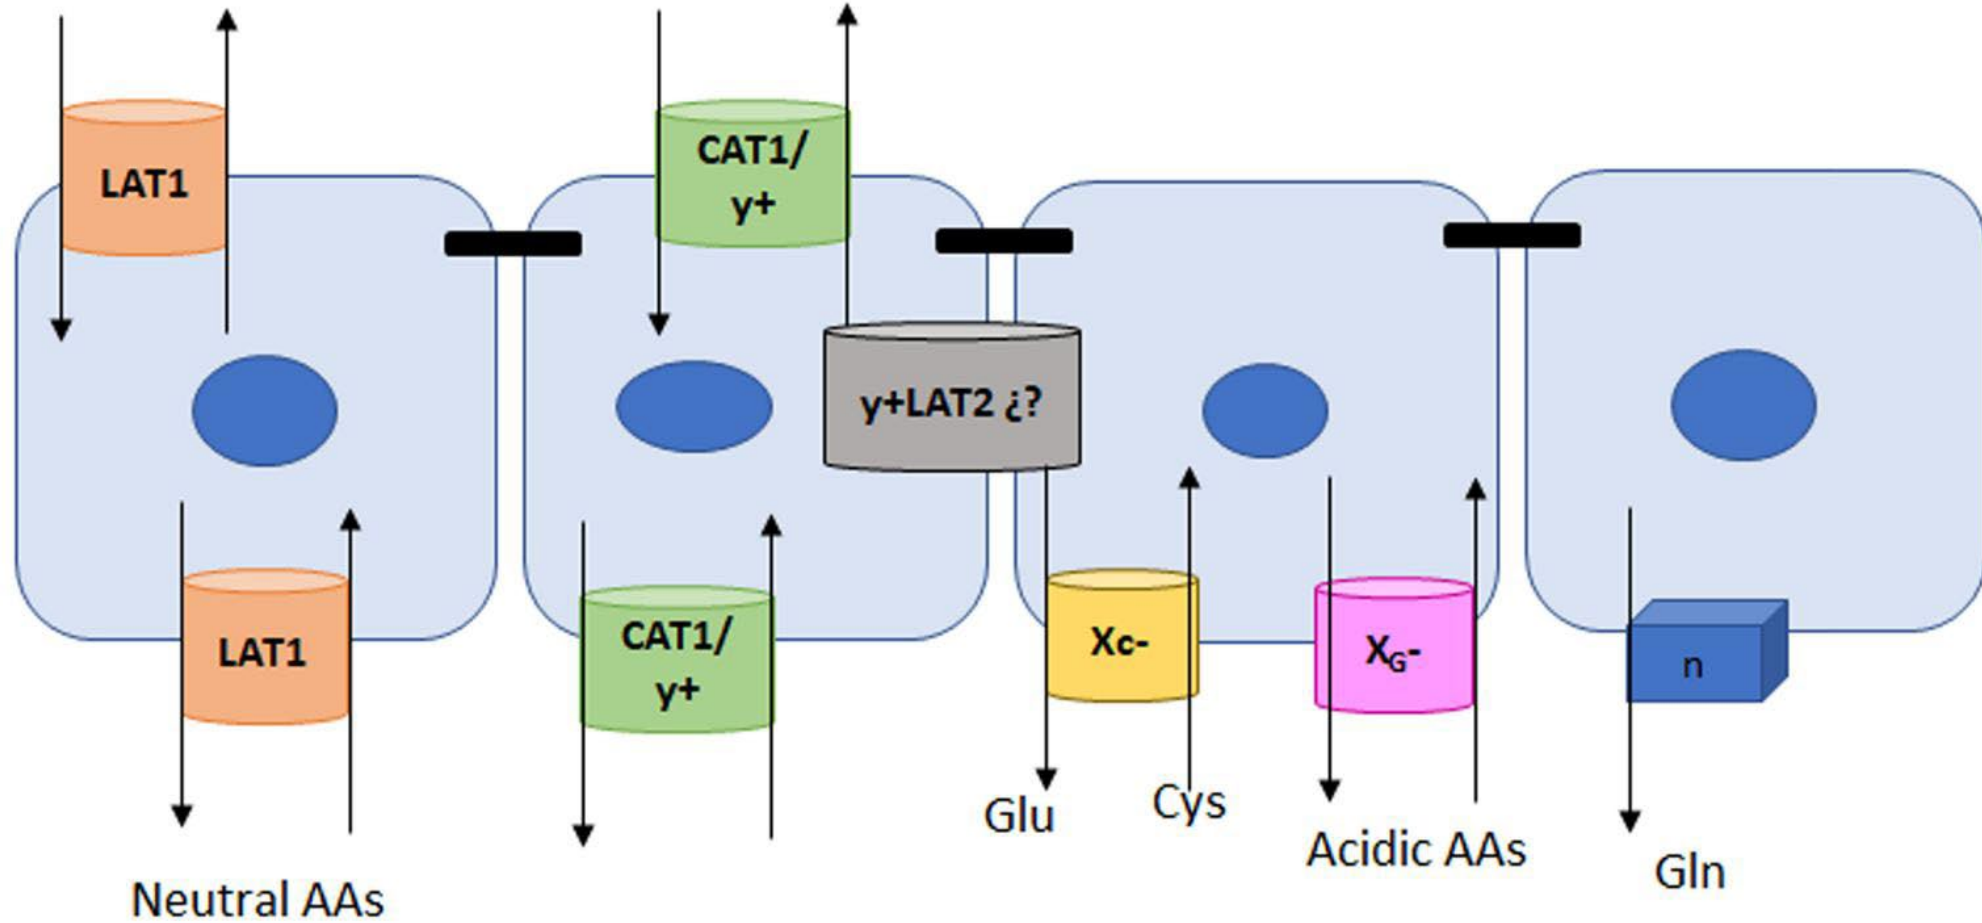 LAT1
CAT1/
y+
y+LAT2 ¿?
LAT1
CAT1/
y+
Xc-
XG-
n
Glu
Cys
Acidic AAs
Gln
Neutral AAs